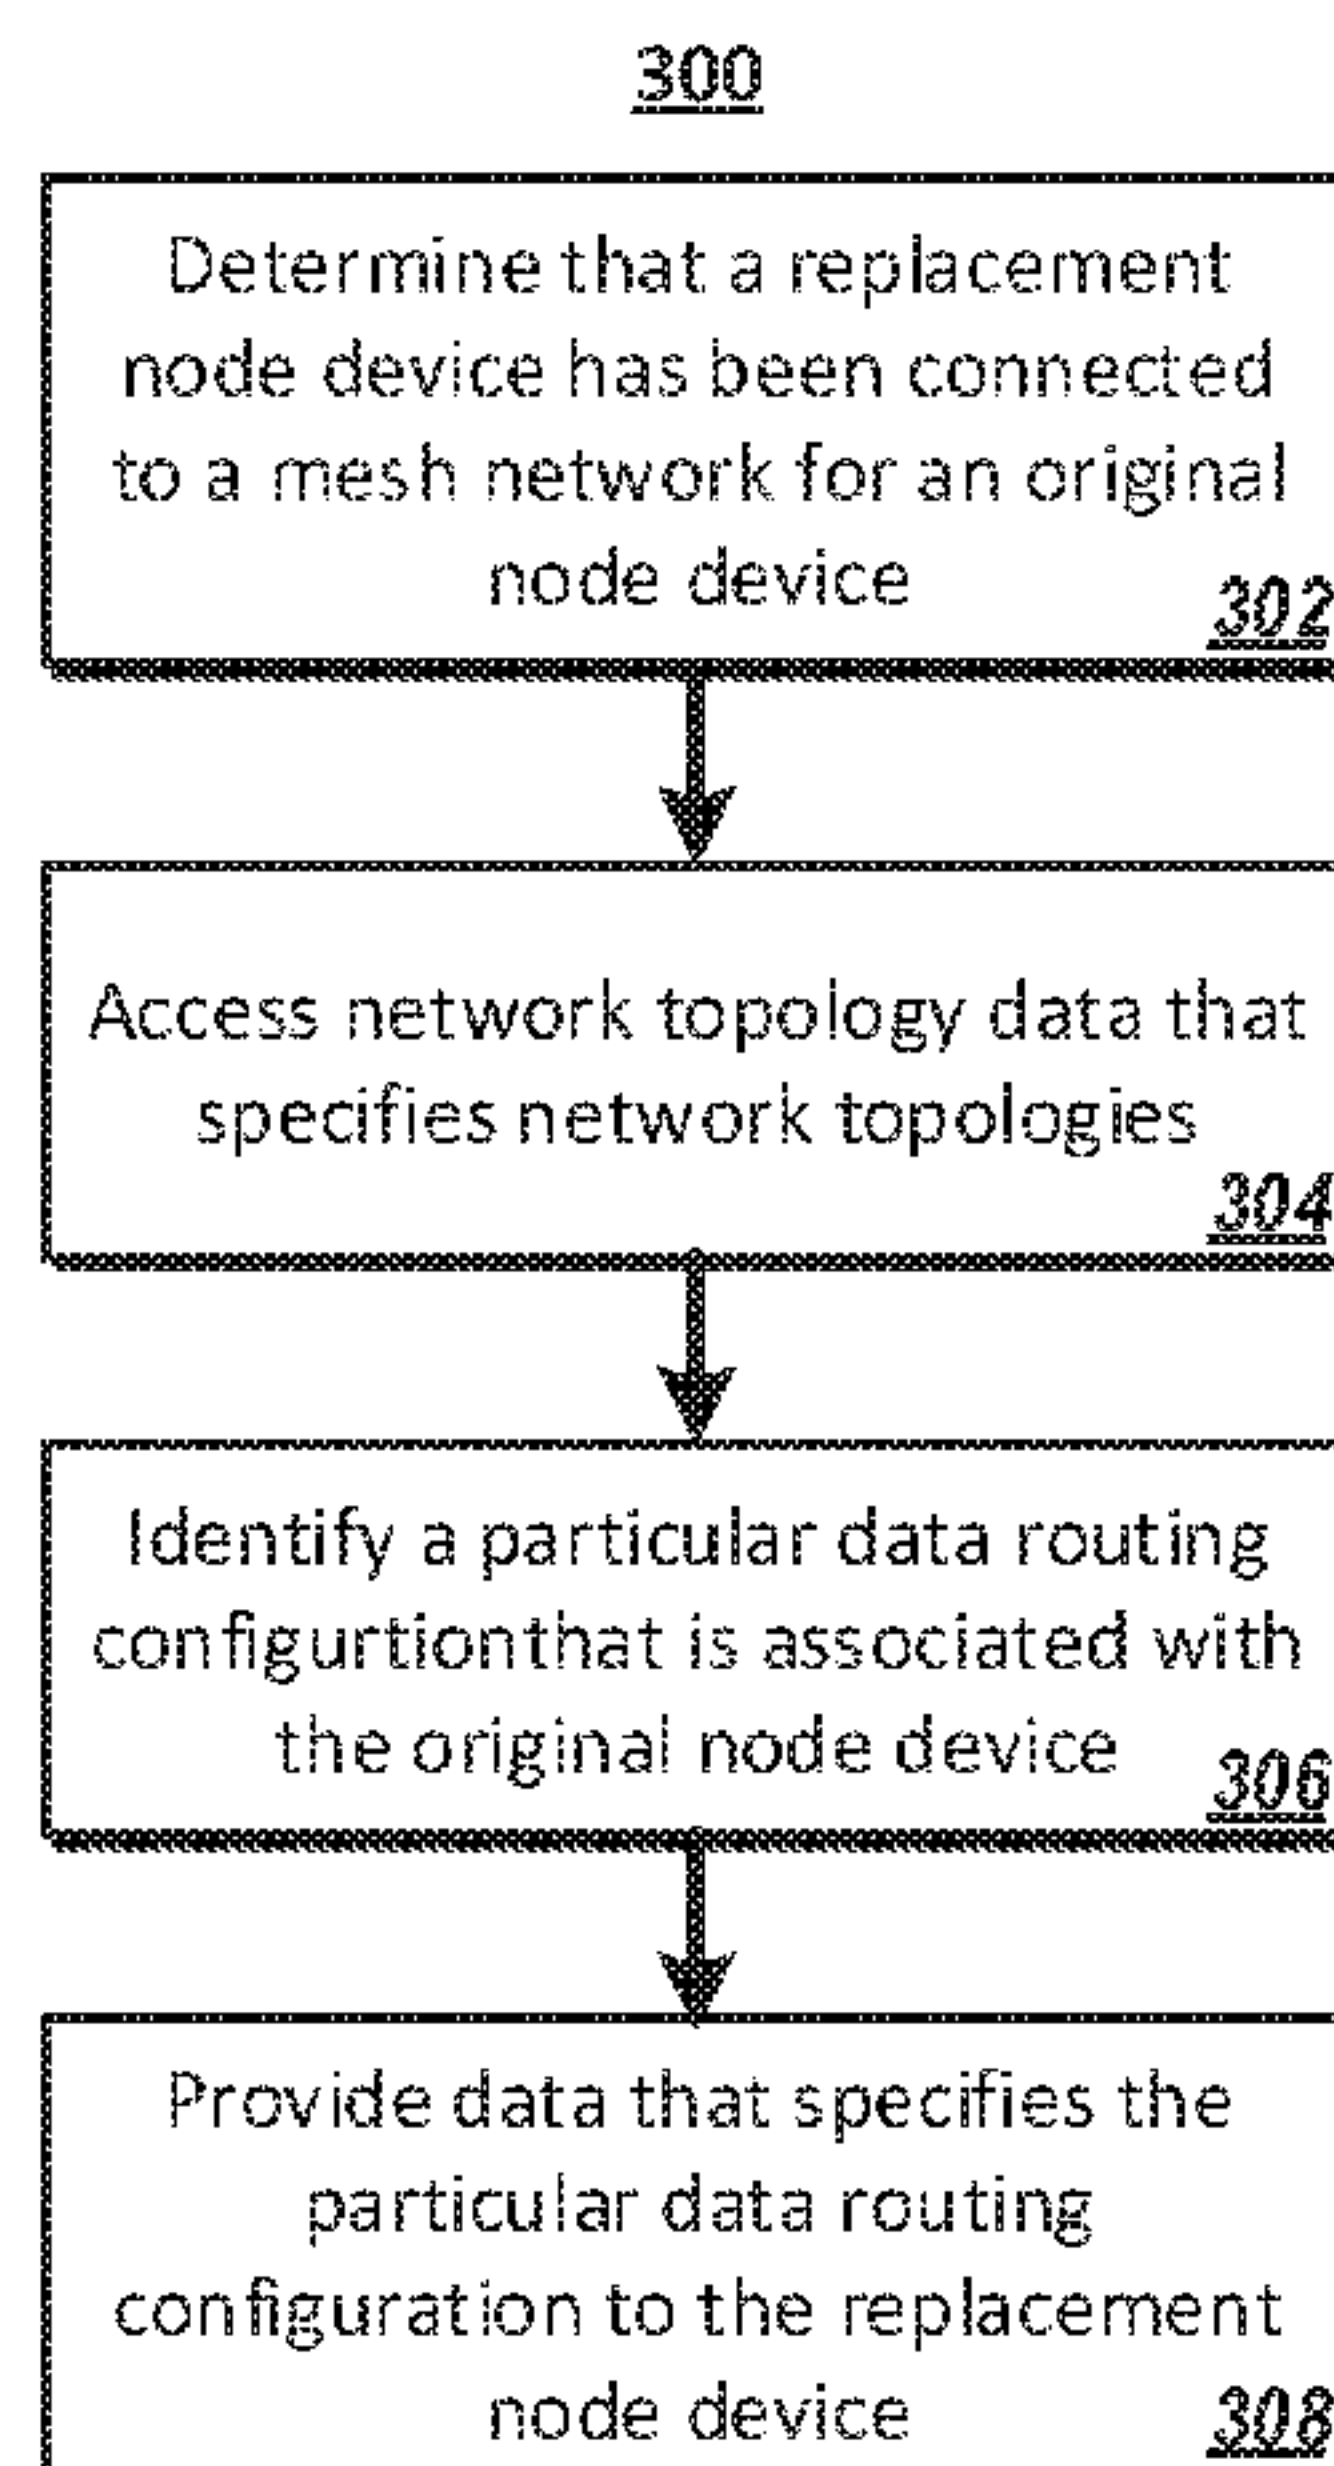 300
Determine that a replacement
node device has been connected
to a mesh network for an original
node device
302
Access network topology data that
specifies network topologies
304
Identify a particular data routing
configurtionthat is associated with
the original node device
306
Provide data that specifies the
particular data routing
configuration to the replacement
node device
308